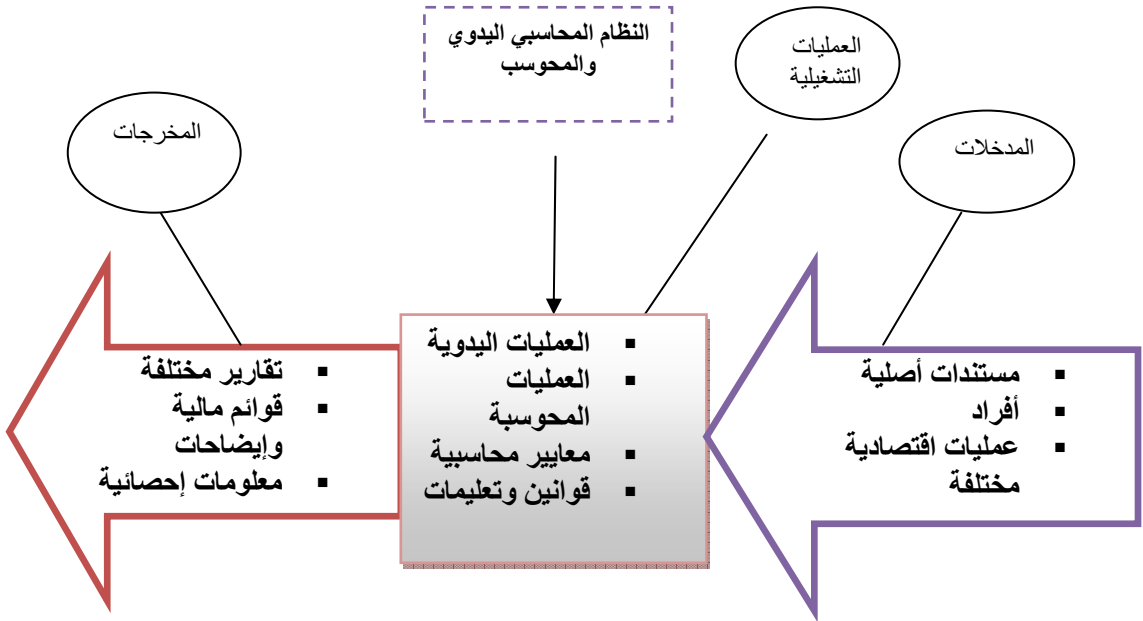 النظام المحاسبي اليدوي
والمحوسب
العمليات
التشغيلية
المدخلات
المخرجات
▪ مستندات أصلية
▪ أفراد
▪ عمليات اقتصادية
مختلفة
▪ العمليات اليدوية
▪ العمليات
المحوسبة
▪ معايير محاسبية
▪ قوانين وتعليمات
▪ تقارير مختلفة
▪ قوائم مالية
وإيضاحات
▪ معلومات إحصائية